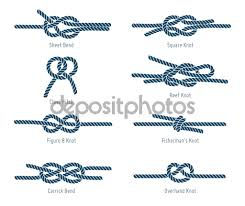 Sheet Bend
Square Knot
Reef Knot
depositphotos
Figure 8 Knot
Fisherman's Knot
Carrick Bend
Overhand Knot